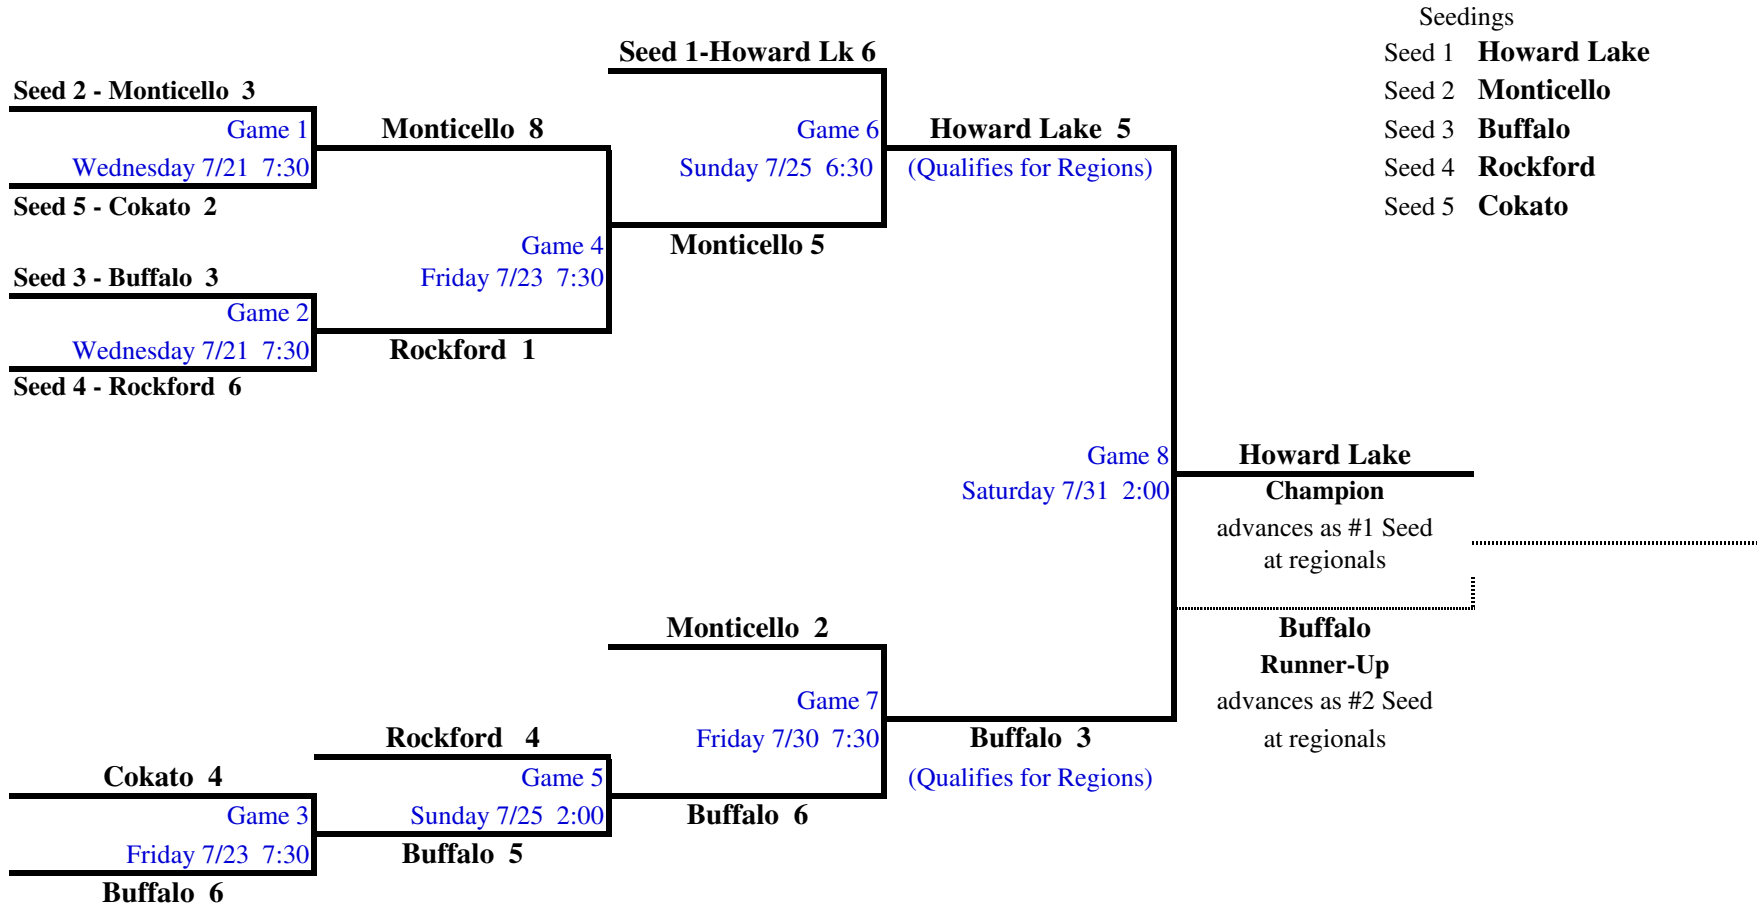 Seedings
Seed 1 Howard Lake
Seed 2 Monticello
Seed 3 Buffalo
Seed 4 Rockford
Seed 5 Cokato
Seed 2 - Monticello 3
Game 1
Wednesday 7/21 7:30
Seed 5 - Cokato 2
Seed 3 - Buffalo 3
Game 2
Wednesday 7/21 7:30
Seed 4 - Rockford 6
Monticello 8
Game 4
Friday 7/23 7:30
Rockford 1
Seed 1-Howard Lk 6
Game 6
Sunday 7/25 6:30
Monticello 5
Howard Lake 5
(Qualifies for Regions)
Game 8
Saturday 7/31 2:00
Howard Lake
Champion
advances as #1 Seed
at regionals
Buffalo
Runner-Up
advances as #2 Seed
at regionals
Monticello 2
Game 7
Friday 7/30 7:30
Buffalo 6
Buffalo 3
(Qualifies for Regions)
Rockford 4
Game 5
Sunday 7/25 2:00
Buffalo 5
Cokato 4
Game 3
Friday 7/23 7:30
Buffalo 6